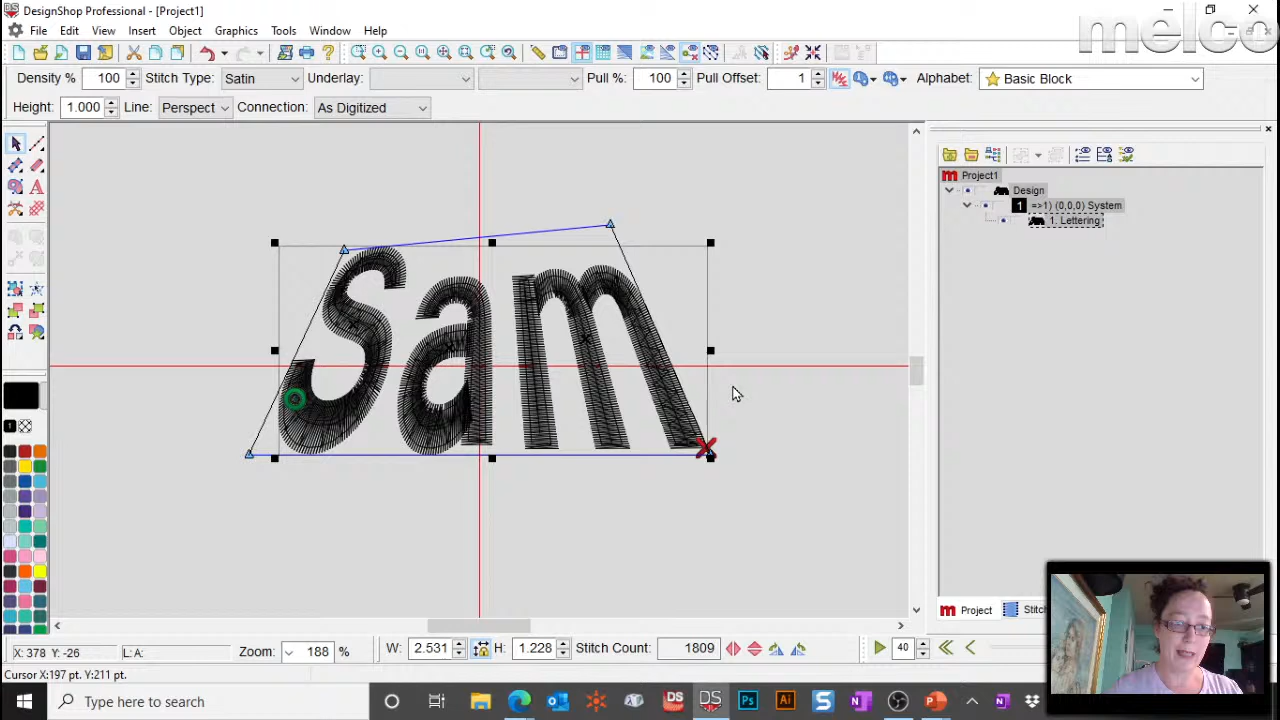 DesignShop Professional - [Project1]
melco
File Edit View Insert Object Graphics Tools Window Help
Density % 100 Stitch Type: Satin Underlay: Pull %: 100 Pull Offset: 1 Alphabet: Basic Block
Height: 1.000 Line: Perspect Connection: As Digitized
Project1
Design
1 =>1) (0,0,0) System
1. Lettering
Sam
Project Stitch
X: 378 Y: -26 L: A: Zoom: 188 % W: 2.531 H: 1.228 Stitch Count: 1809 40
Cursor X:197 pt. Y:211 pt.
Type here to search